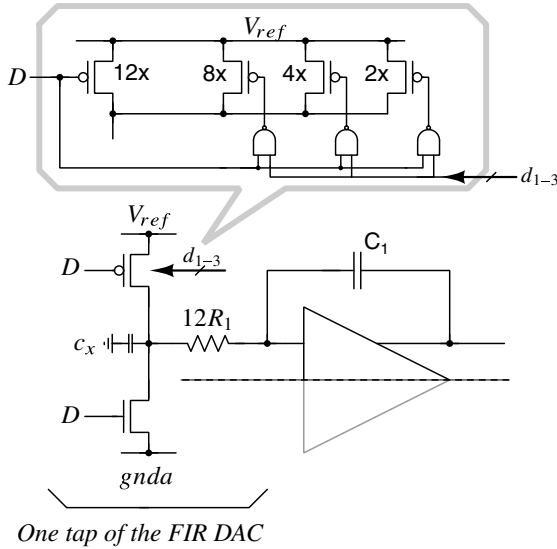 V_ref
D 12x 8x 4x 2x
d_1–3
V_ref
D d_1–3
C_1
12R_1
c_x
D
gnda
One tap of the FIR DAC